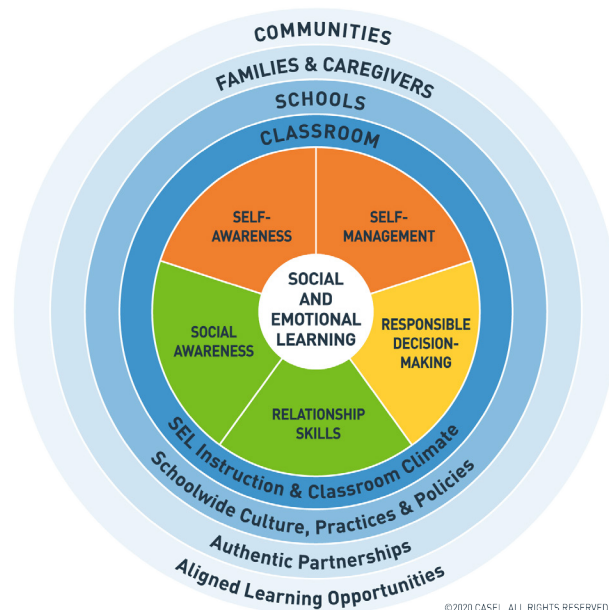 COMMUNITIES
FAMILIES & CAREGIVERS
SCHOOLS
CLASSROOM
SELF-
AWARENESS
SELF-
MANAGEMENT
SOCIAL
AND
EMOTIONAL
LEARNING
SOCIAL
AWARENESS
RESPONSIBLE
DECISION-
MAKING
RELATIONSHIP
SKILLS
SEL Instruction & Classroom Climate
Schoolwide Culture, Practices & Policies
Authentic Partnerships
Aligned Learning Opportunities
©2020 CASEL. ALL RIGHTS RESERVED